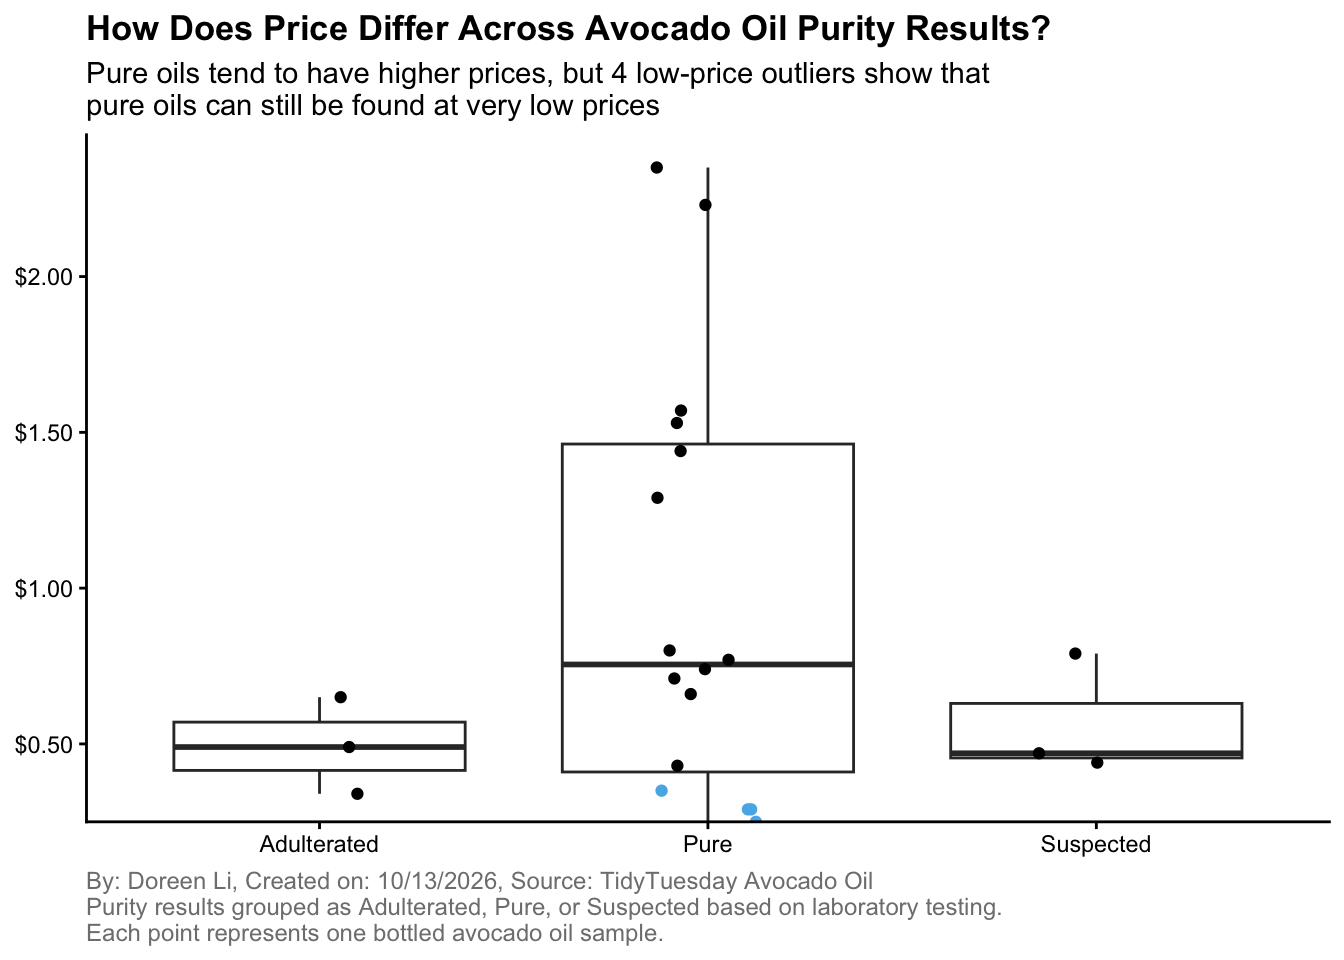 How Does Price Differ Across Avocado Oil Purity Results?
Pure oils tend to have higher prices, but 4 low-price outliers show that
pure oils can still be found at very low prices
$2.00
$1.50
$1.00
$0.50
Adulterated
Pure
Suspected
By: Doreen Li, Created on: 10/13/2026, Source: TidyTuesday Avocado Oil
Purity results grouped as Adulterated, Pure, or Suspected based on laboratory testing.
Each point represents one bottled avocado oil sample.